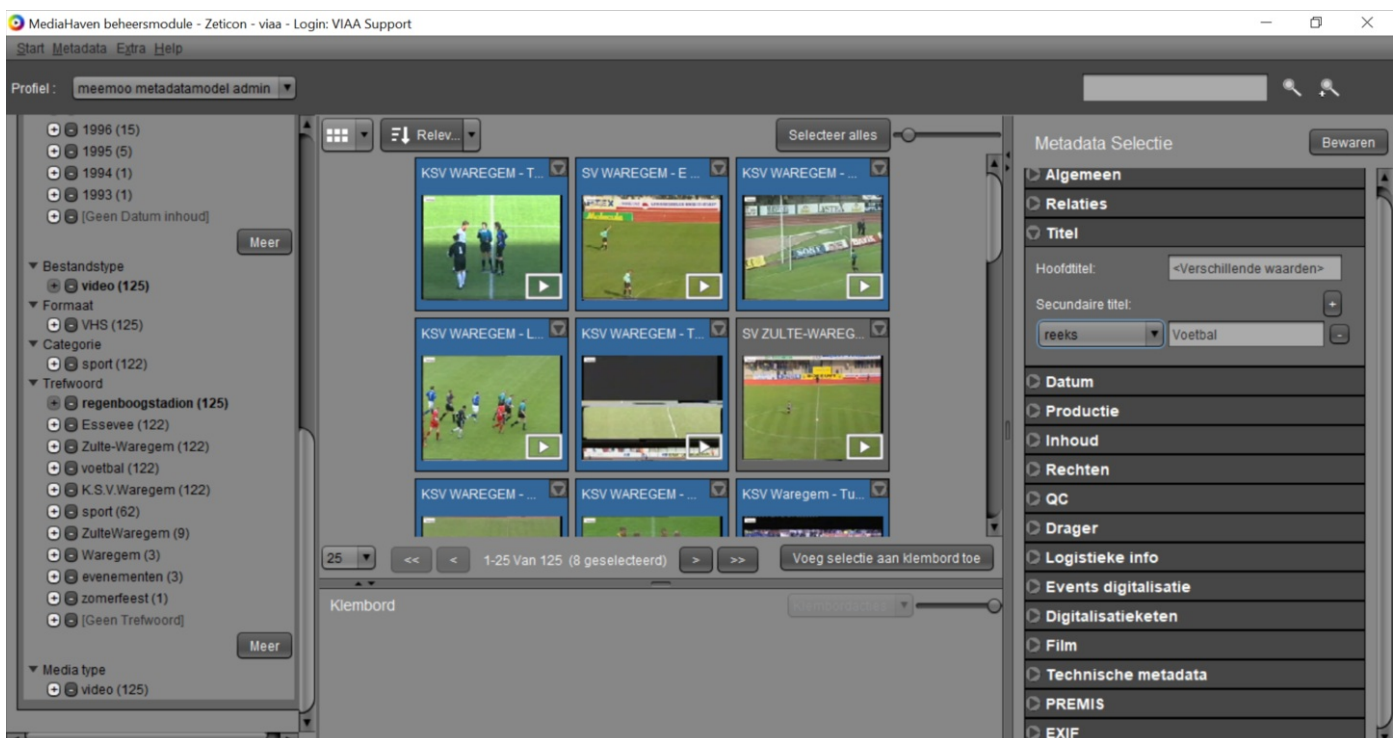 MediaHaven beheersmodule - Zeticon - viaa - Login: VIAA Support
Start Metadata Extra Help
Profiel : meemoo metadatamodel admin
1996 (15)
1995 (5)
1994 (1)
1993 (1)
[Geen Datum inhoud]
Meer
Bestandstype
video (125)
Formaat
VHS (125)
Categorie
sport (122)
Trefwoord
regenboogstadion (125)
Essevee (122)
Zulte-Waregem (122)
voetbal (122)
K.S.V.Waregem (122)
sport (62)
ZulteWaregem (9)
Waregem (3)
evenementen (3)
zomerfeest (1)
[Geen Trefwoord]
Meer
Media type
video (125)
Relev... Selecteer alles
KSV WAREGEM - T... SV WAREGEM - E ... KSV WAREGEM - ...
KSV WAREGEM - L... KSV WAREGEM - T... SV ZULTE-WAREG...
KSV WAREGEM - ... KSV WAREGEM - ... KSV Waregem - Tu...
25 << < 1-25 Van 125 (8 geselecteerd) > >> Voeg selectie aan klembord toe
Klembord Klembordacties
Metadata Selectie Bewaren
Algemeen
Relaties
Titel
Hoofdtitel: <Verschillende waarden>
Secundaire titel: +
reeks Voetbal -
Datum
Productie
Inhoud
Rechten
QC
Drager
Logistieke info
Events digitalisatie
Digitalisatieketen
Film
Technische metadata
PREMIS
EXIF